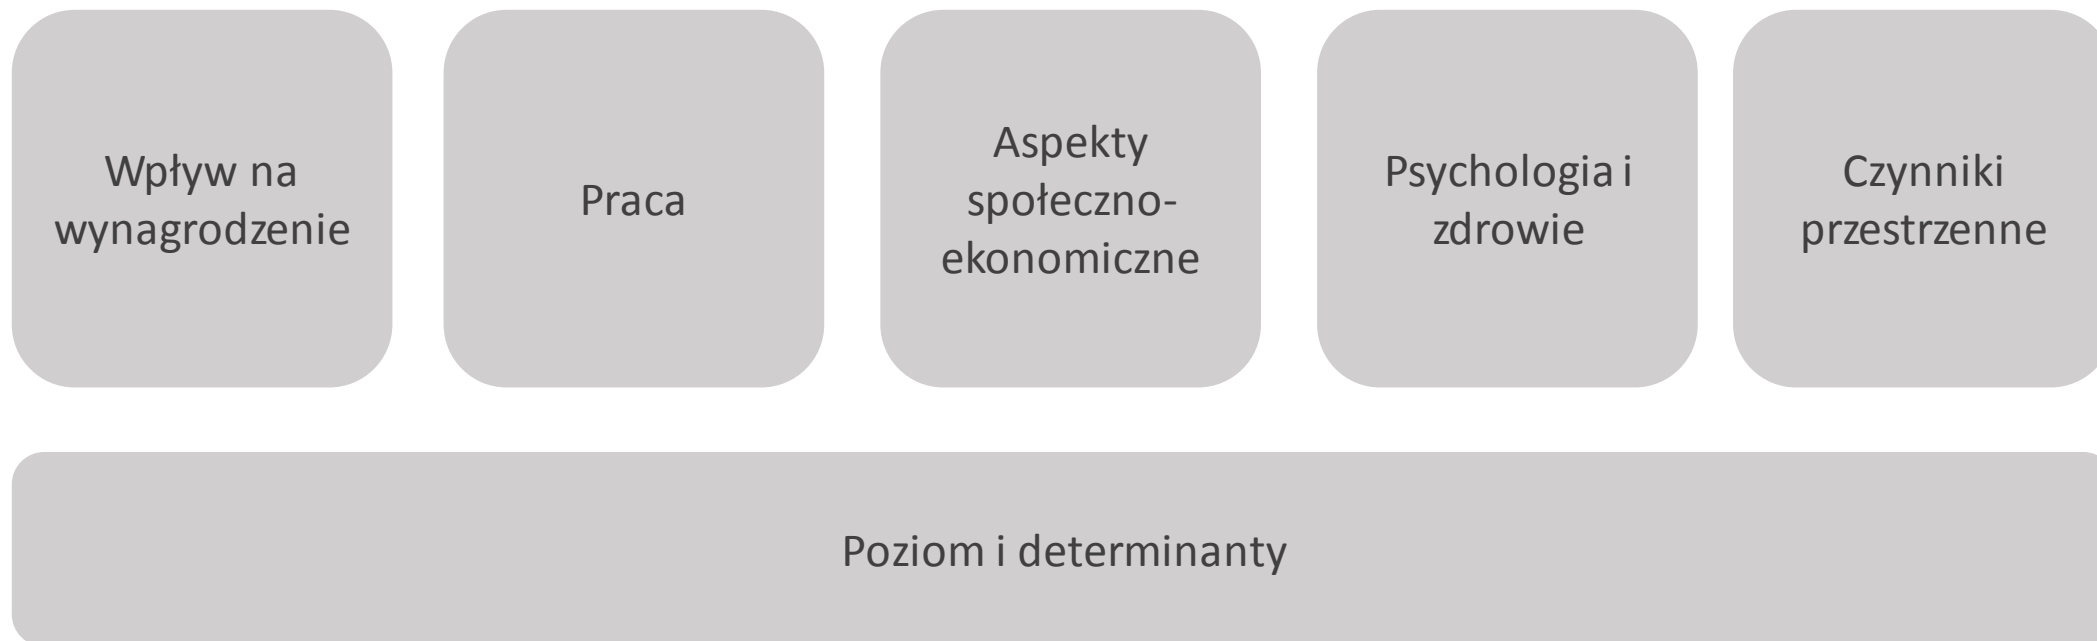 Wpływ na
wynagrodzenie
Praca
Aspekty
społeczno-
ekonomiczne
Psychologia i
zdrowie
Czynniki
przestrzenne
Poziom i determinanty